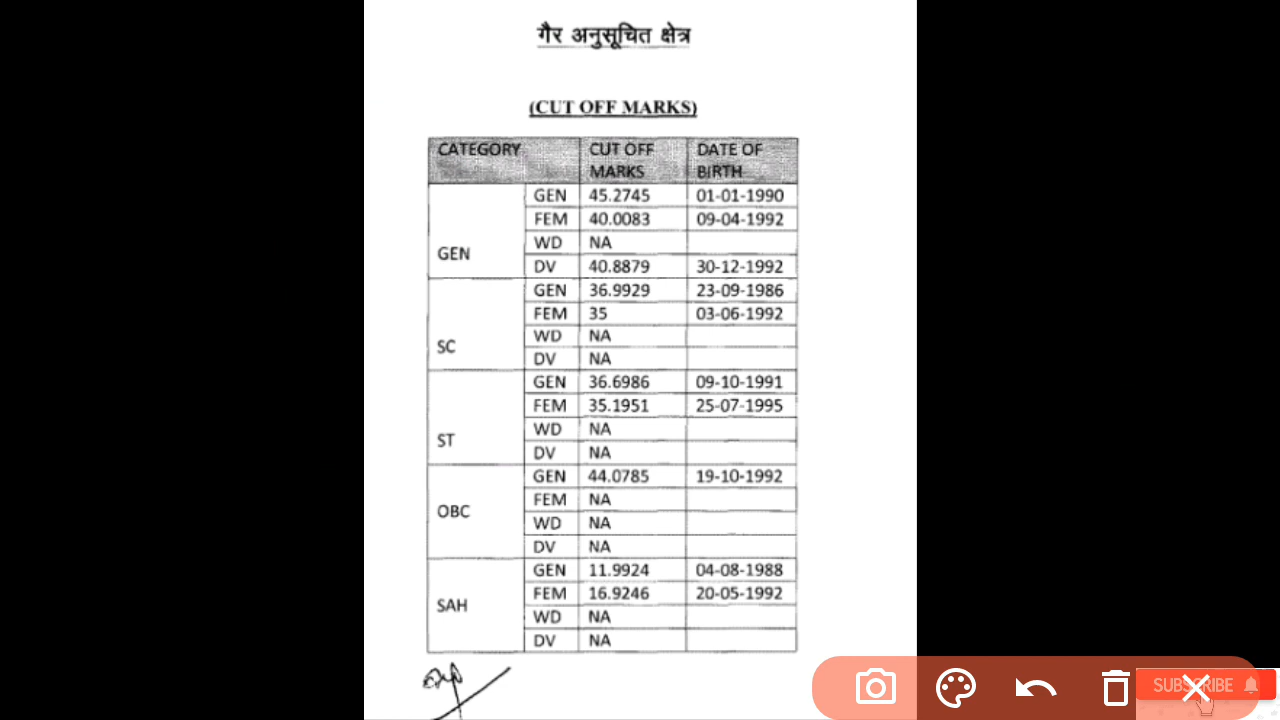 गैर अनुसूचित क्षेत्र
(CUT OFF MARKS)
CATEGORY CUT OFF MARKS DATE OF BIRTH
GEN GEN 45.2745 01-01-1990
FEM 40.0083 09-04-1992
WD NA
DV 40.8879 30-12-1992
SC GEN 36.9929 23-09-1986
FEM 35 03-06-1992
WD NA
DV NA
ST GEN 36.6986 09-10-1991
FEM 35.1951 25-07-1995
WD NA
DV NA
OBC GEN 44.0785 19-10-1992
FEM NA
WD NA
DV NA
SAH GEN 11.9924 04-08-1988
FEM 16.9246 20-05-1992
WD NA
DV NA
SUBSCRIBE